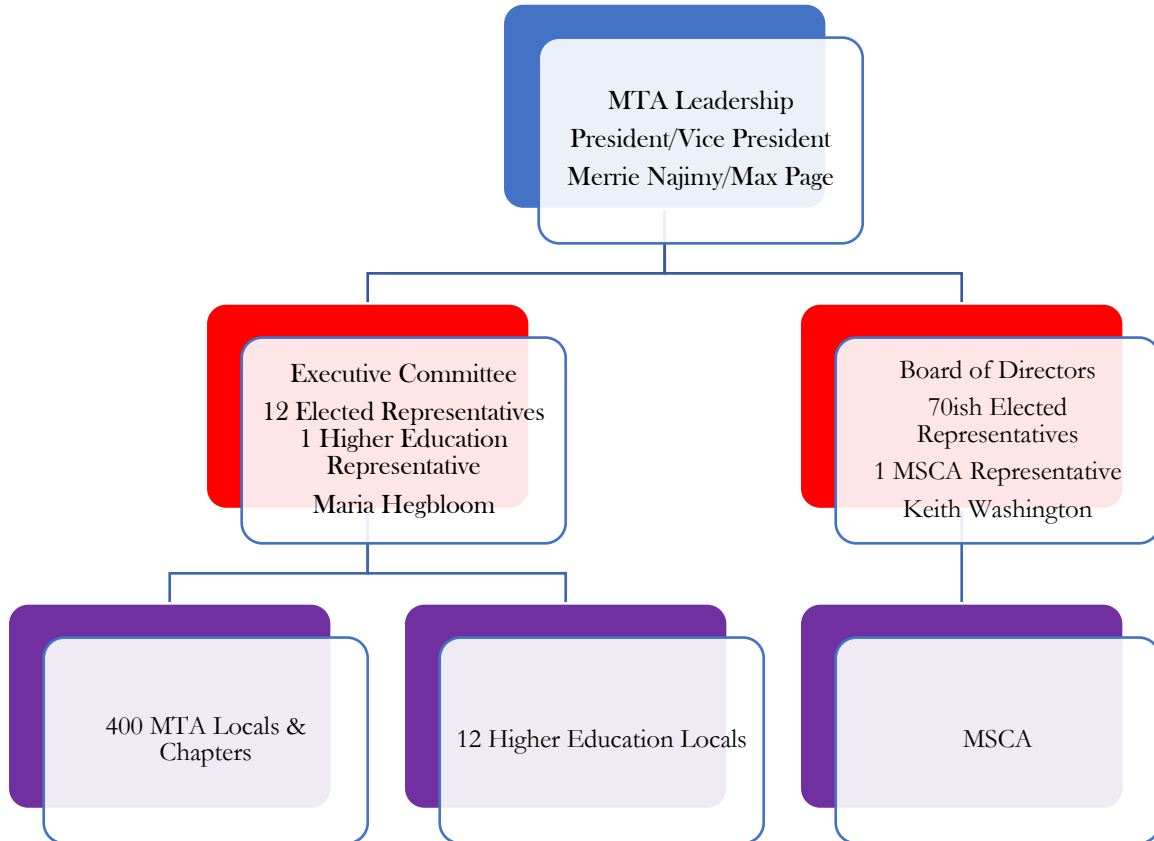 MTA Leadership
President/Vice President
Merrie Najimy/Max Page
Executive Committee
12 Elected Representatives
1 Higher Education
Representative
Maria Hegbloom
Board of Directors
70ish Elected
Representatives
1 MSCA Representative
Keith Washington
400 MTA Locals &
Chapters
12 Higher Education Locals
MSCA